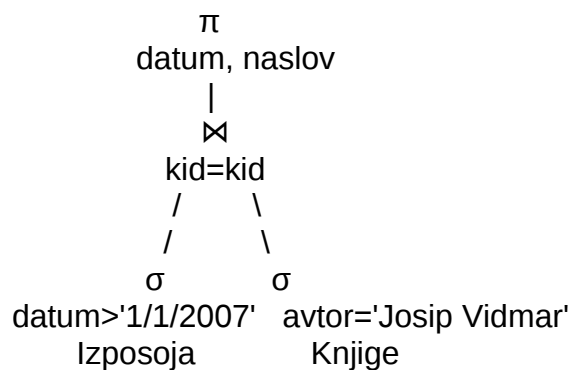 π
datum, naslov
|
⋈
kid=kid
/ \
/ \
σ σ
datum>'1/1/2007' avtor='Josip Vidmar'
Izposoja Knjige